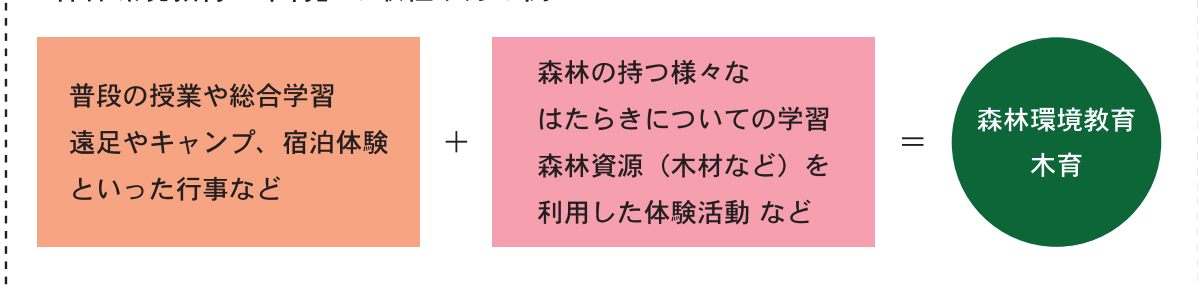 普段の授業や総合学習
遠足やキャンプ、宿泊体験
といった行事など
＋
森林の持つ様々な
はたらきについての学習
森林資源（木材など）を
利用した体験活動 など
＝
森林環境教育
木育